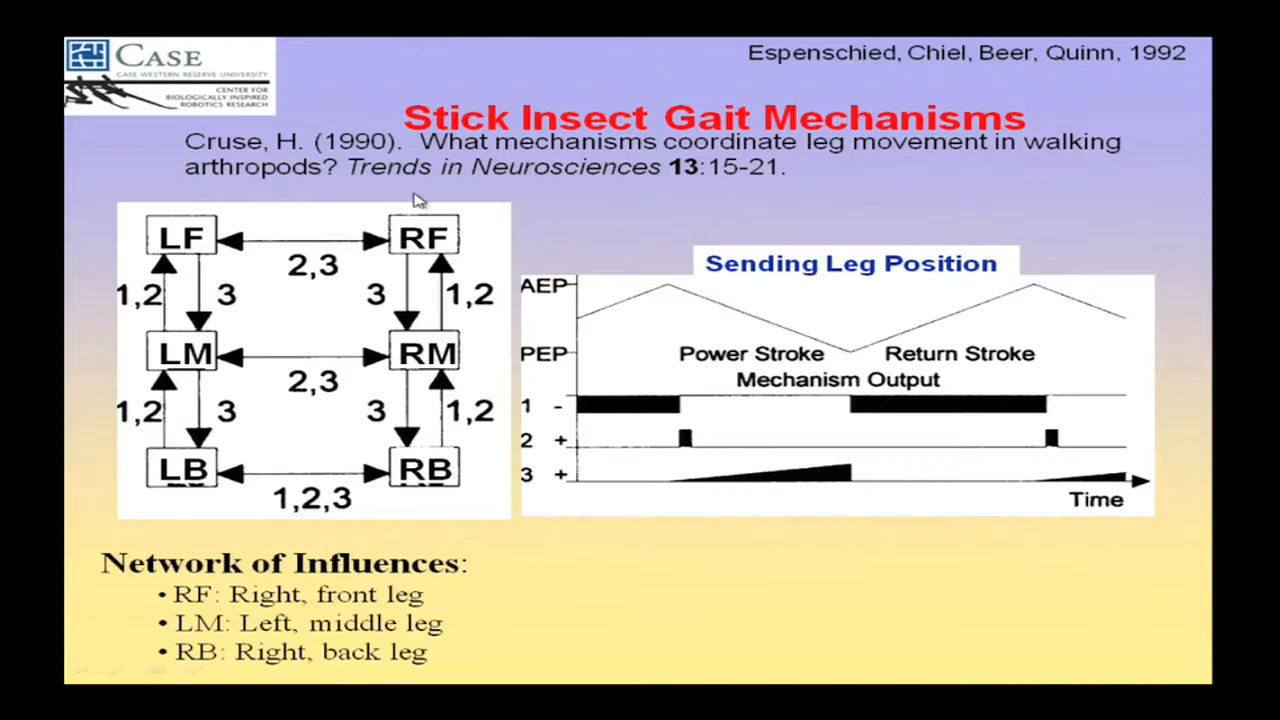 CASE
CASE WESTERN RESERVE UNIVERSITY
CENTER FOR
BIOLOGICALLY INSPIRED
ROBOTICS RESEARCH
Espenschied, Chiel, Beer, Quinn, 1992
Stick Insect Gait Mechanisms
Cruse, H. (1990). What mechanisms coordinate leg movement in walking
arthropods? Trends in Neurosciences 13:15-21.
LF RF
2,3
1,2 3 3 1,2
LM RM
2,3
1,2 3 3 1,2
LB RB
1,2,3
Sending Leg Position
AEP
PEP
Power Stroke Return Stroke
Mechanism Output
1 -
2 +
3 +
Time
Network of Influences:
• RF: Right, front leg
• LM: Left, middle leg
• RB: Right, back leg